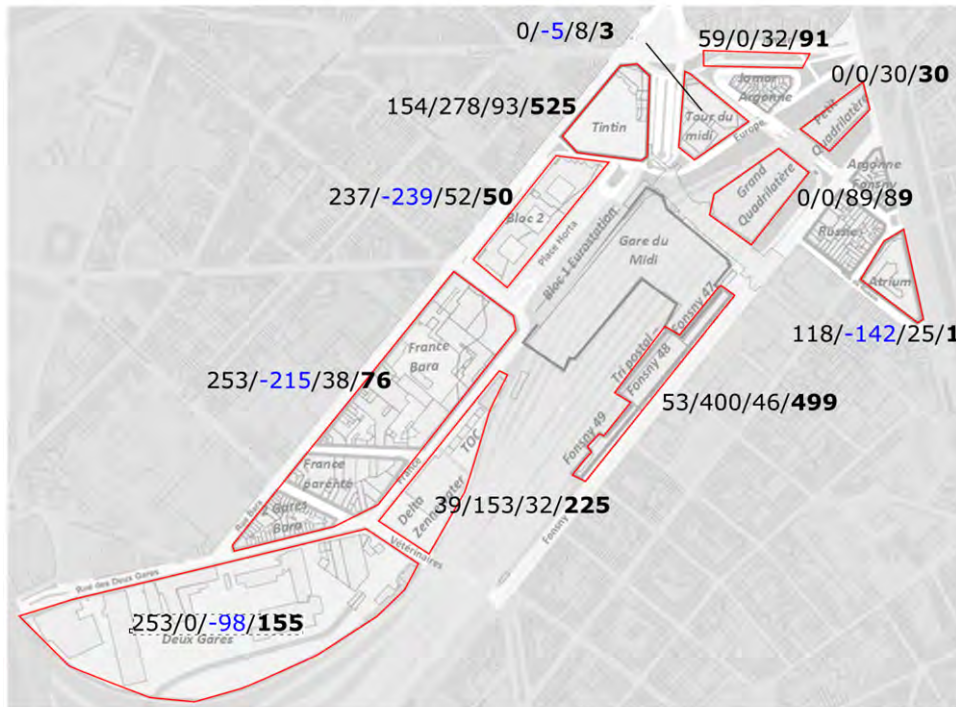 0/-5/8/3
59/0/32/91
Jamar
Argonne
0/0/30/30
154/278/93/525
Tintin
Tour du
midi
Europe
Petit
Quadrilatère
Argonne
Fonsny
237/-239/52/50
Bloc 2
Place Horta
Bloc 1 Eurostation
Gare du
Midi
Grand
Quadrilatère
0/0/89/89
Russie
Atrium
118/-142/25/1
253/-215/38/76
France
Bara
Tri postal –
Fonsny 47
Fonsny 48
Fonsny 49
53/400/46/499
France
parenté
2 Gares
Bara
Rue Bara
France
TOC
Delta
Zennewater
39/153/32/225
Fonsny
Vétérinaires
Rue des Deux Gares
253/0/-98/155
Deux Gares